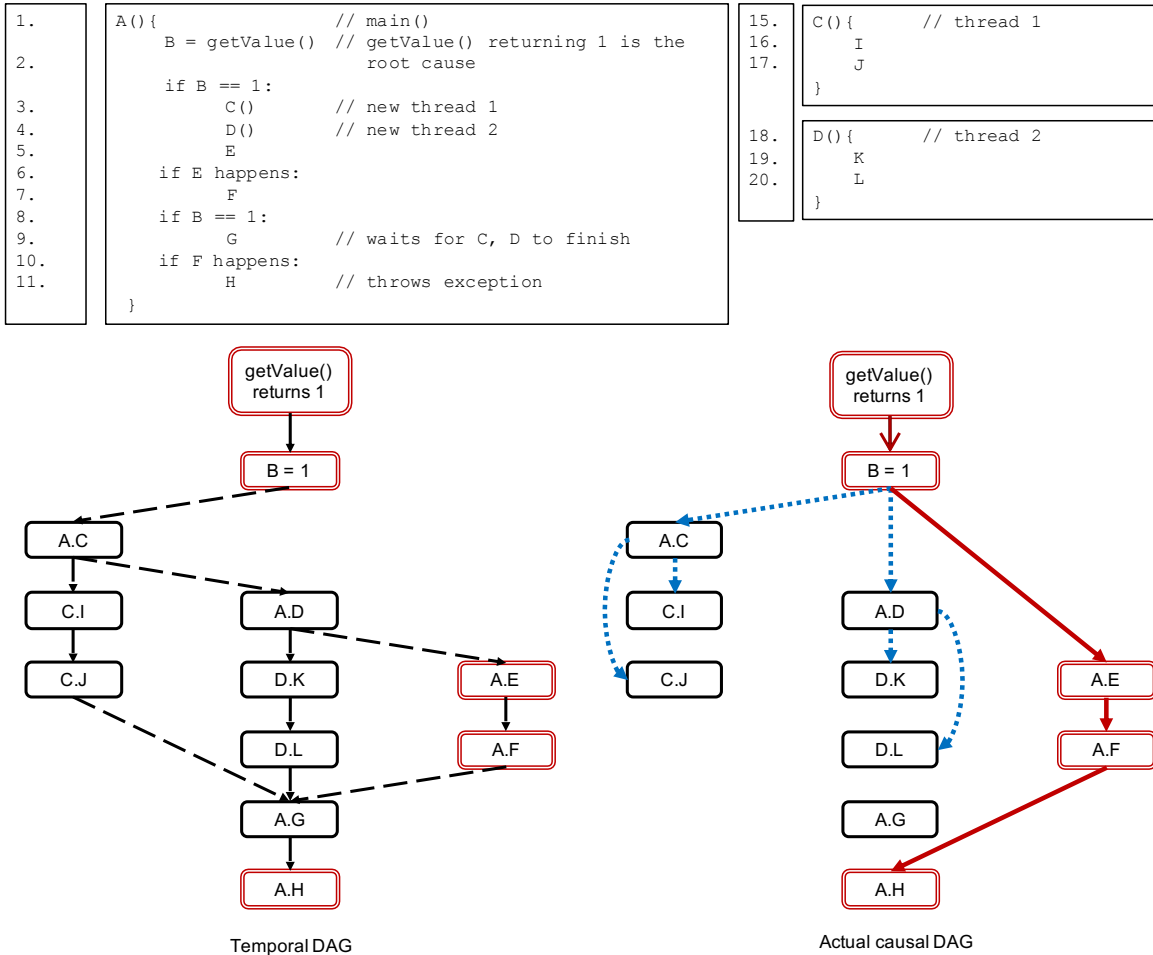 1. A(){ // main()
B = getValue() // getValue() returning 1 is the
2. root cause
if B == 1:
3. C() // new thread 1
4. D() // new thread 2
5. E
6. if E happens:
7. F
8. if B == 1:
9. G // waits for C, D to finish
10. if F happens:
11. H // throws exception
}
15. C(){ // thread 1
16. I
17. J
}
18. D(){ // thread 2
19. K
20. L
}
getValue()
returns 1
B = 1
A.C
C.I
A.D
C.J
D.K
A.E
D.L
A.F
A.G
A.H
Temporal DAG
getValue()
returns 1
B = 1
A.C
C.I
A.D
C.J
D.K
A.E
D.L
A.F
A.G
A.H
Actual causal DAG